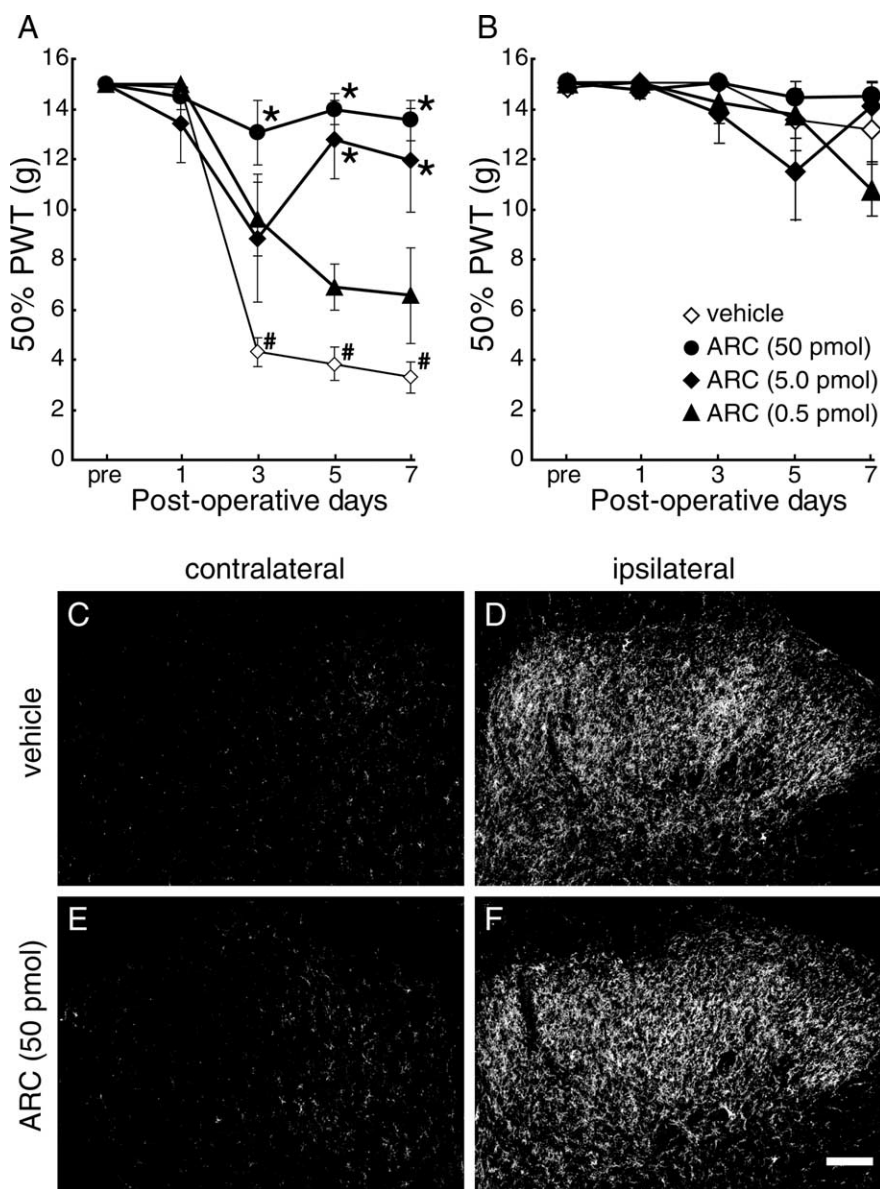 A
B
16
14
12
10
8
6
4
2
0
50% PWT (g)
*
*
*
*
*
#
#
#
pre 1 3 5 7
Post-operative days
16
14
12
10
8
6
4
2
0
50% PWT (g)
vehicle
ARC (50 pmol)
ARC (5.0 pmol)
ARC (0.5 pmol)
pre 1 3 5 7
Post-operative days
contralateral
ipsilateral
vehicle
C
D
ARC (50 pmol)
E
F